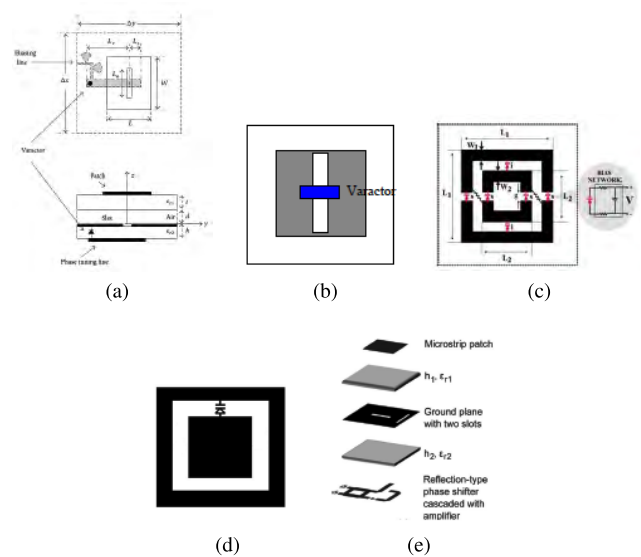 Δy
L
Biasing
line
Δx
W
L
Varactor
Patch
z
Slot
Air
d
y
h
Phase tuning line
(a)
Varactor
(b)
L₁
W₁
W₂
L₁
L₂
L₂
BIAS
NETWORK
V
(c)
(d)
Microstrip patch
h₁, εr1
Ground plane
with two slots
h₂, εr2
Reflection-type
phase shifter
cascaded with
amplifier
(e)